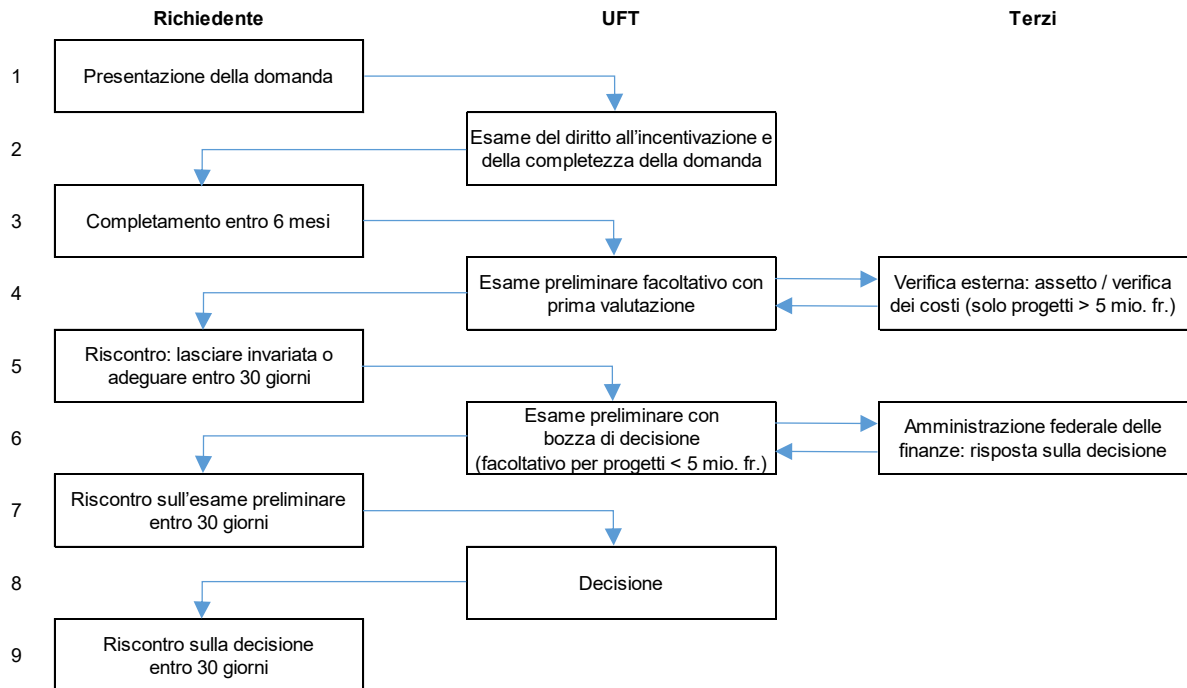 Richiedente
UFT
Terzi
1
Presentazione della domanda
2
Esame del diritto all'incentivazione e
della completezza della domanda
3
Completamento entro 6 mesi
4
Esame preliminare facoltativo con
prima valutazione
Verifica esterna: assetto / verifica
dei costi (solo progetti > 5 mio. fr.)
5
Riscontro: lasciare invariata o
adeguare entro 30 giorni
6
Esame preliminare con
bozza di decisione
(facoltativo per progetti < 5 mio. fr.)
Amministrazione federale delle
finanze: risposta sulla decisione
7
Riscontro sull'esame preliminare
entro 30 giorni
8
Decisione
9
Riscontro sulla decisione
entro 30 giorni